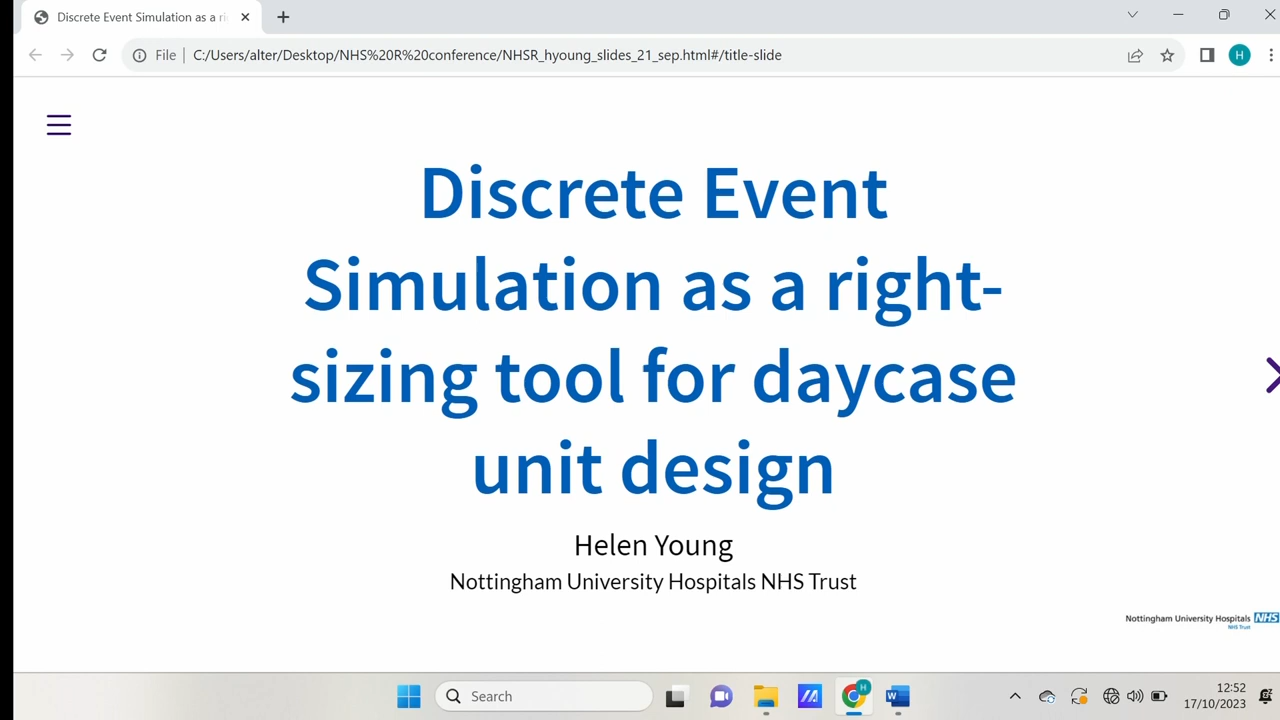 Discrete Event Simulation as a ri
File
C:/Users/alter/Desktop/NHS%20R%20conference/NHSR_hyoung_slides_21_sep.html#/title-slide
H
Discrete Event
Simulation as a right-
sizing tool for daycase
unit design
Helen Young
Nottingham University Hospitals NHS Trust
Nottingham University Hospitals NHS
NHS Trust
Search
H
W
12:52
17/10/2023